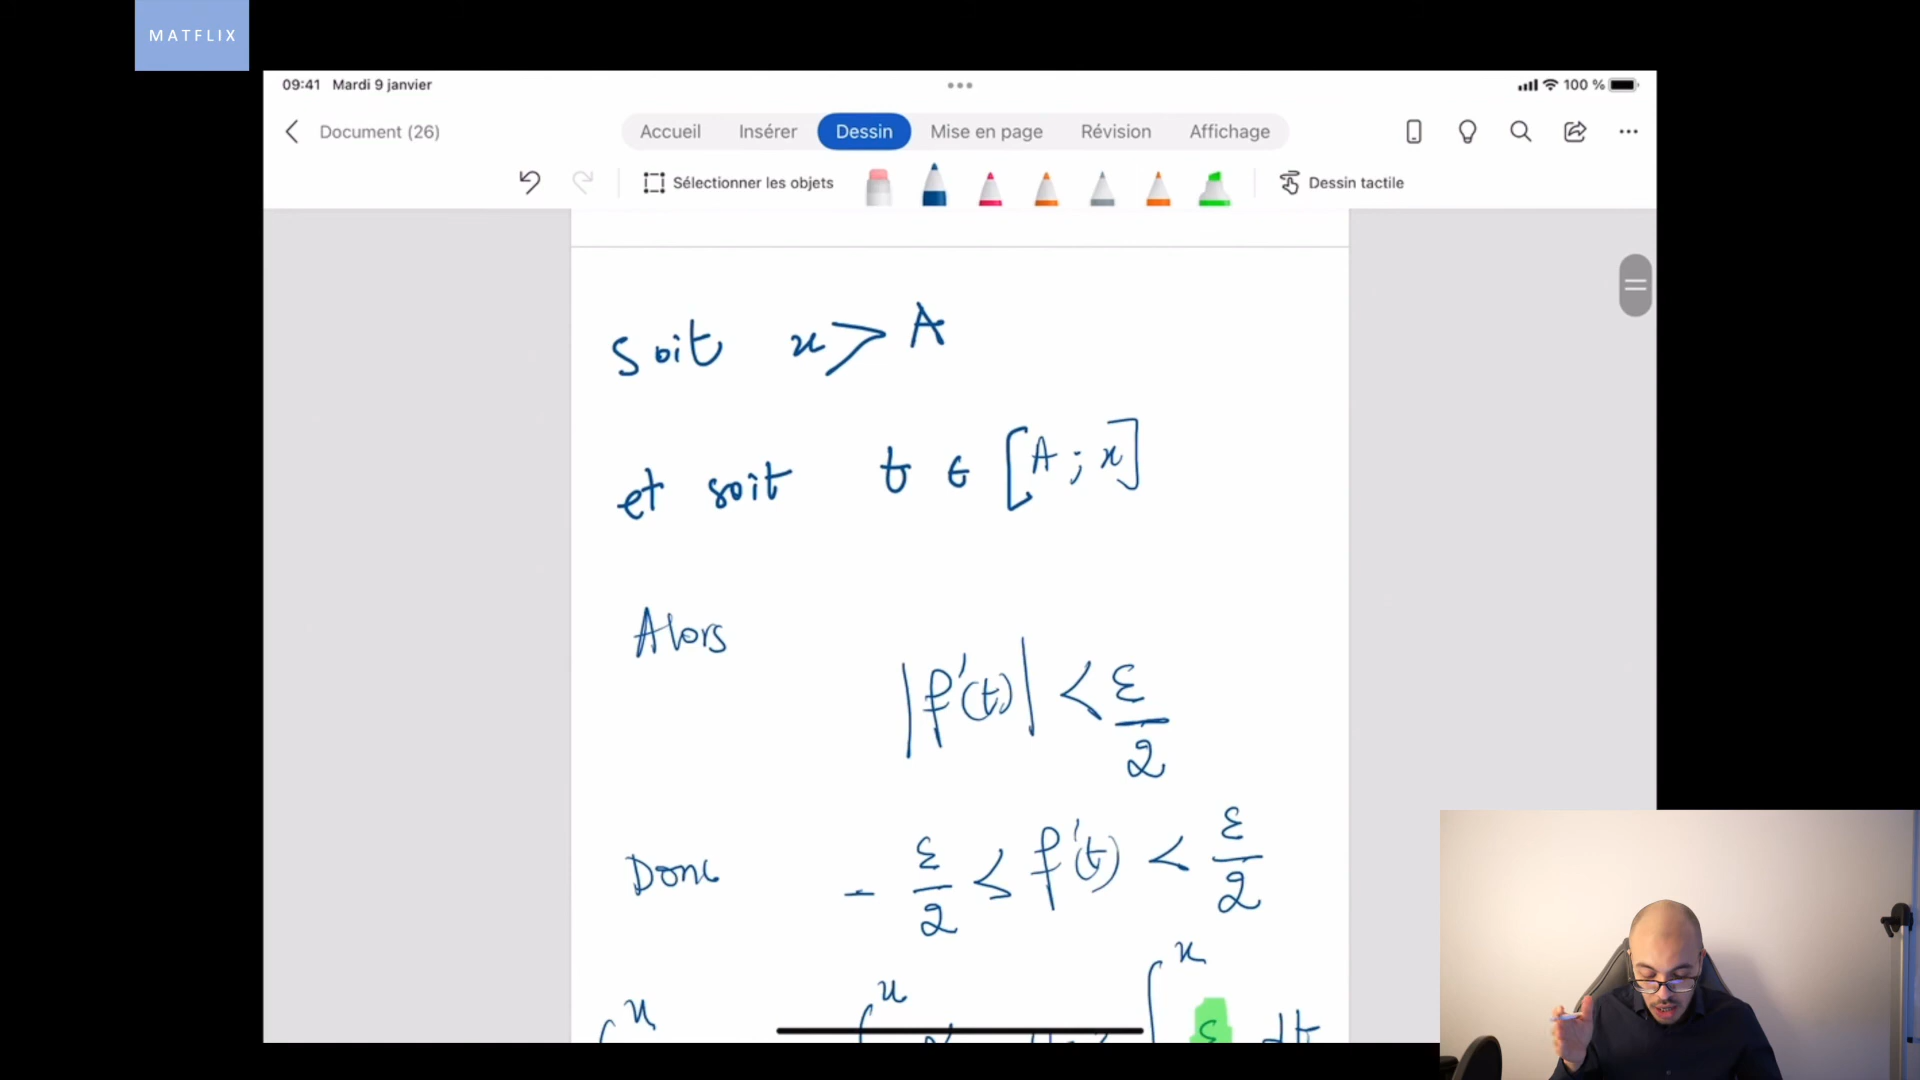 MATFLIX
09:41 Mardi 9 janvier
100 %
Document (26)
Accueil Insérer Dessin Mise en page Révision Affichage
Sélectionner les objets
Dessin tactile
Soit x > A
et soit t ∈ [A ; x]
Alors
|f'(t)| < ε/2
Donc - ε/2 ≤ f'(t) < ε/2
x x x
ε dt